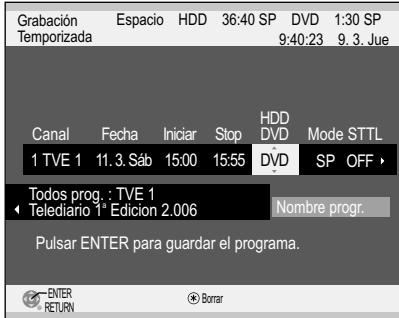 Grabación Temporizada
Espacio HDD 36:40 SP DVD 1:30 SP
9:40:23 9. 3. Jue
Canal Fecha Iniciar Stop HDD DVD Mode STTL
1 TVE 1 11. 3. Sáb 15:00 15:55 DVD SP OFF
Todos prog. : TVE 1
Telediario 1ª Edicion 2.006
Nombre progr.
Pulsar ENTER para guardar el programa.
ENTER
RETURN
Borrar